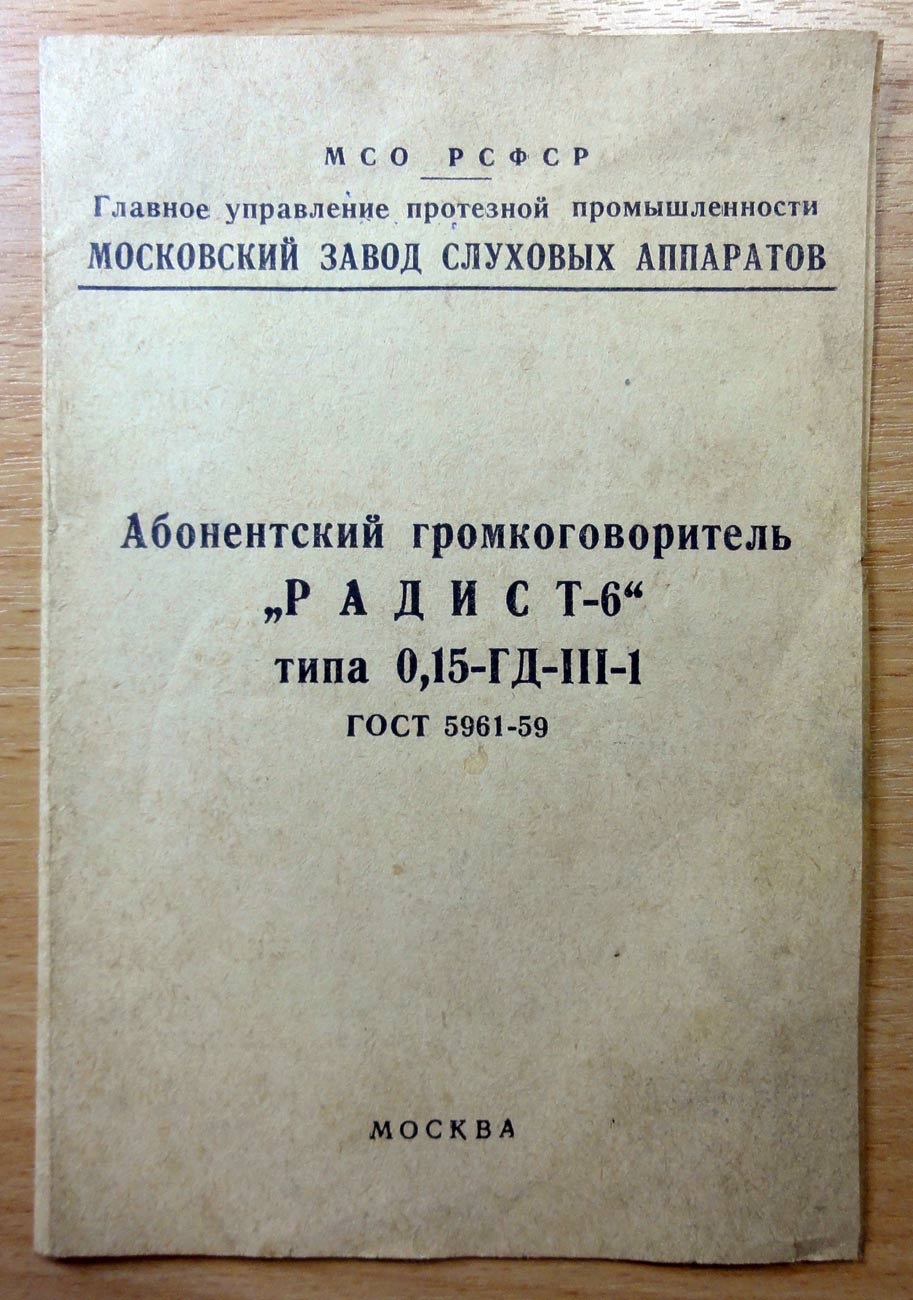 МСО РСФСР
Главное управление протезной промышленности
МОСКОВСКИЙ ЗАВОД СЛУХОВЫХ АППАРАТОВ
Абонентский громкоговоритель
„РАДИСТ-6“
типа 0,15-ГД-III-1
ГОСТ 5961-59
МОСКВА